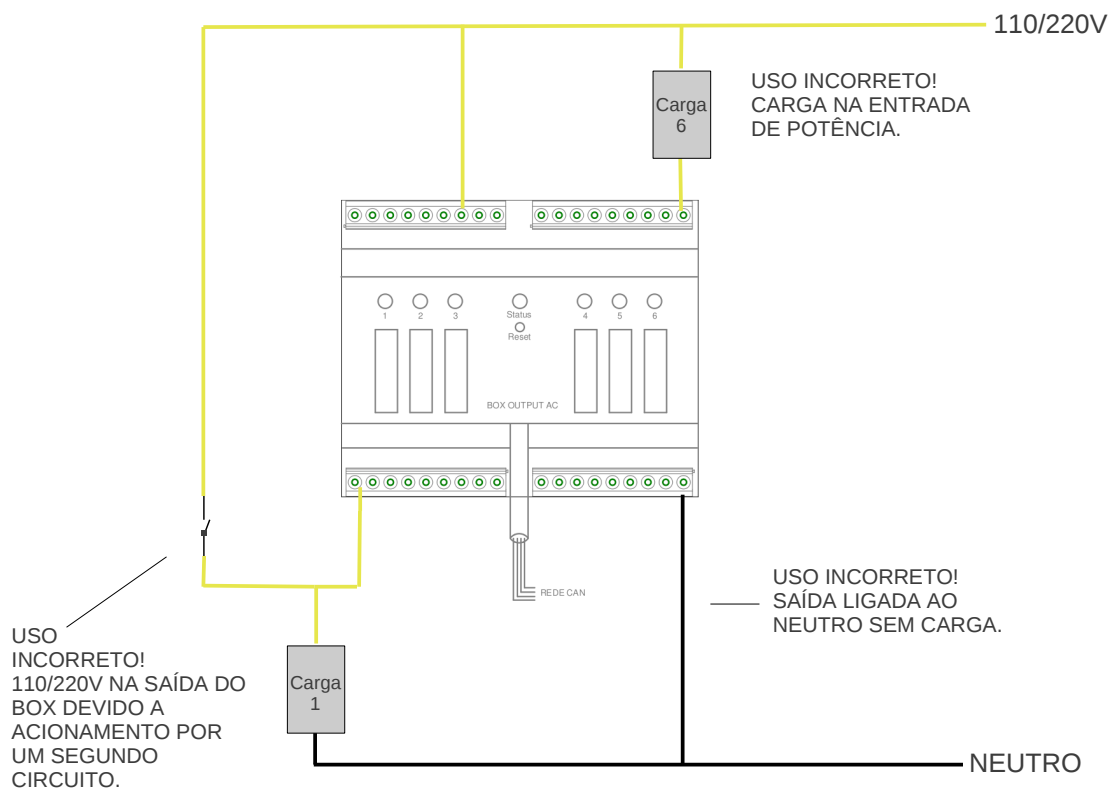 110/220V
Carga
6
USO INCORRETO!
CARGA NA ENTRADA
DE POTÊNCIA.
1
2
3
Status
Reset
4
5
6
BOX OUTPUT AC
REDE CAN
USO INCORRETO!
SAÍDA LIGADA AO
NEUTRO SEM CARGA.
USO
INCORRETO!
110/220V NA SAÍDA DO
BOX DEVIDO A
ACIONAMENTO POR
UM SEGUNDO
CIRCUITO.
Carga
1
NEUTRO